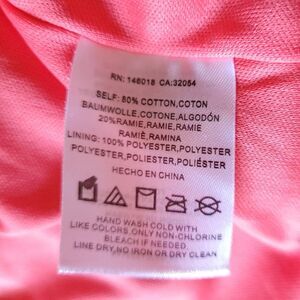 RN: 146018 CA:32054
SELF: 80% COTTON,COTON
BAUMWOLLE,COTTON,ALGODÓN
20%RAMIE,RAMIE,RAMIE
RAMIÈ,RAMINA
LINING: 100% POLYESTER,POLYESTER
POLYESTER,POLIESTER,POLIÉSTER
HECHO EN CHINA
HAND WASH COLD WITH
LIKE COLORS,ONLY NON-CHLORINE
BLEACH IF NEEDED
LINE DRY,NO IRON OR DRY CLEAN